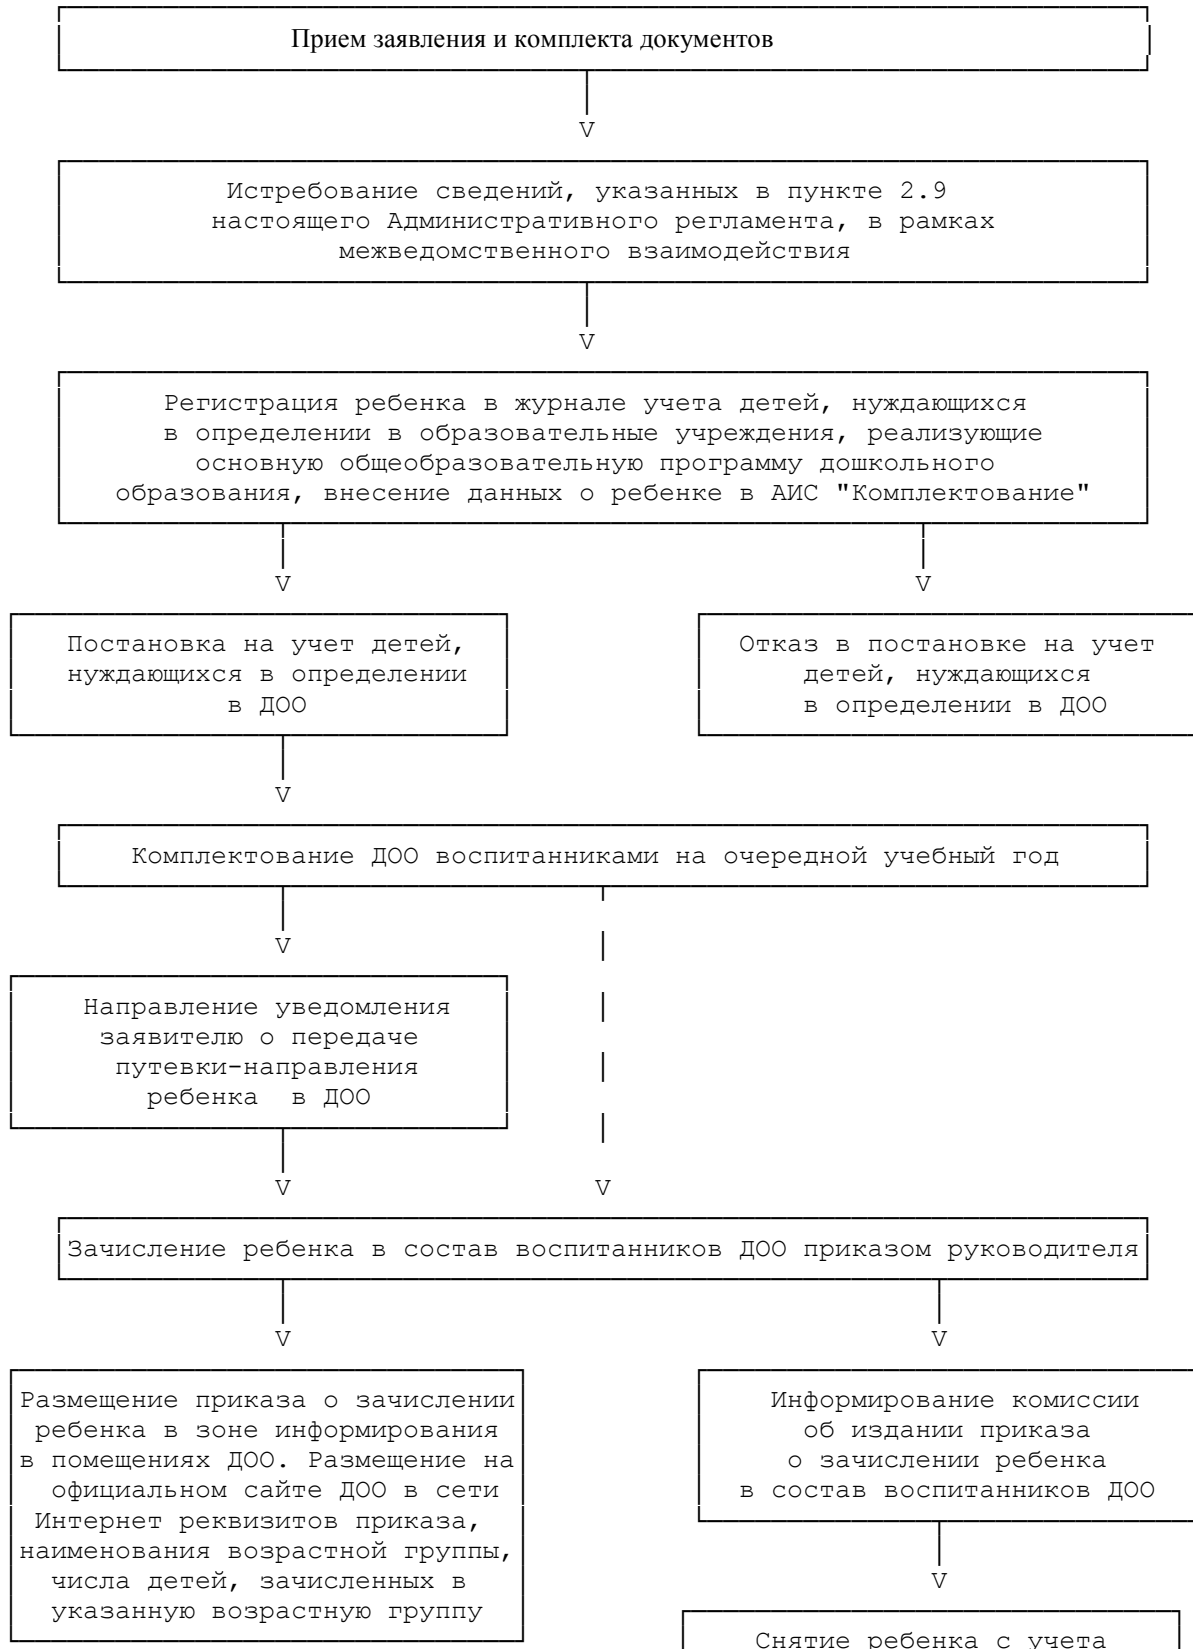 Прием заявления и комплекта документов
V
Истребование сведений, указанных в пункте 2.9
настоящего Административного регламента, в рамках
межведомственного взаимодействия
V
Регистрация ребенка в журнале учета детей, нуждающихся
в определении в образовательные учреждения, реализующие
основную общеобразовательную программу дошкольного
образования, внесение данных о ребенке в АИС "Комплектование"
V V
Постановка на учет детей,
нуждающихся в определении
в ДОО
Отказ в постановке на учет
детей, нуждающихся
в определении в ДОО
V
Комплектование ДОО воспитанниками на очередной учебный год
V
Направление уведомления
заявителю о передаче
путевки-направления
ребенка в ДОО
V V
Зачисление ребенка в состав воспитанников ДОО приказом руководителя
V V
Размещение приказа о зачислении
ребенка в зоне информирования
в помещениях ДОО. Размещение на
официальном сайте ДОО в сети
Интернет реквизитов приказа,
наименования возрастной группы,
числа детей, зачисленных в
указанную возрастную группу
Информирование комиссии
об издании приказа
о зачислении ребенка
в состав воспитанников ДОО
V
Снятие ребенка с учета